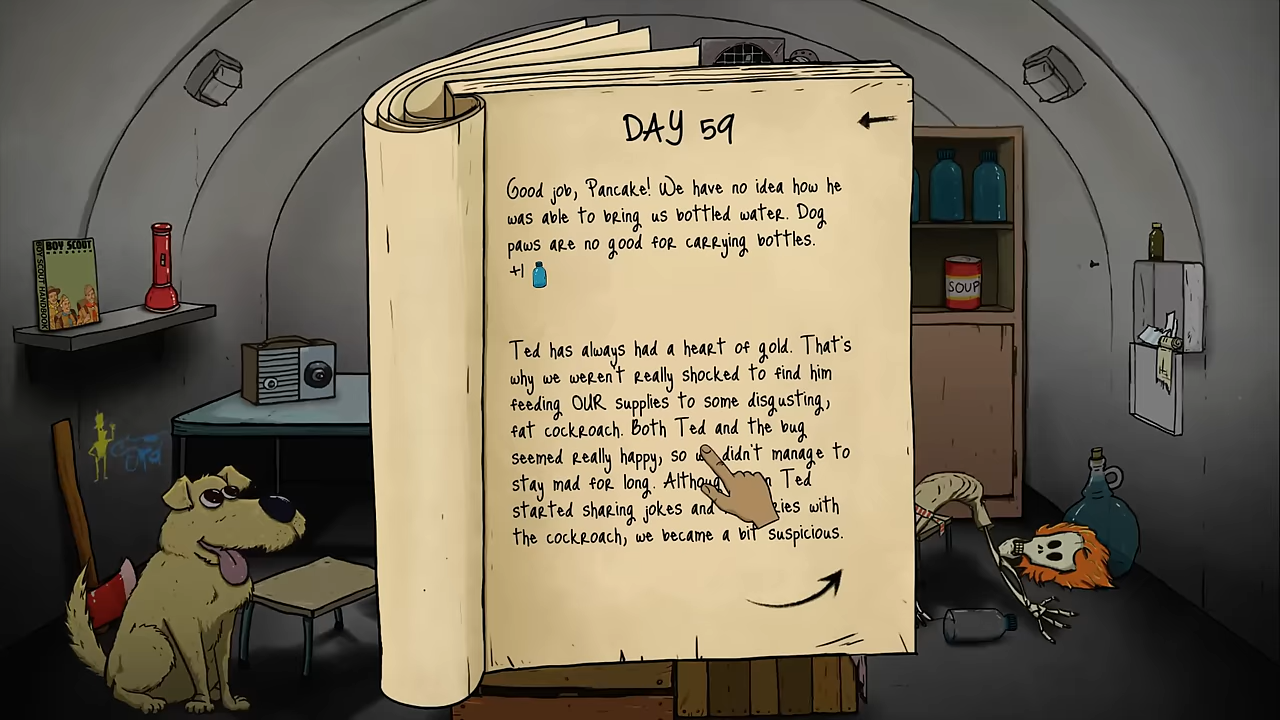 DAY 59
Good job, Pancake! We have no idea how he
was able to bring us bottled water. Dog
paws are no good for carrying bottles.
+1
Ted has always had a heart of gold. That's
why we weren't really shocked to find him
feeding OUR supplies to some disgusting,
fat cockroach. Both Ted and the bug
seemed really happy, so didn't manage to
stay mad for long. Ted
started sharing jokes and with
the cockroach, we became a bit suspicious.
BOY SCOUT
BOY SCOUT HANDBOOK
SOUP